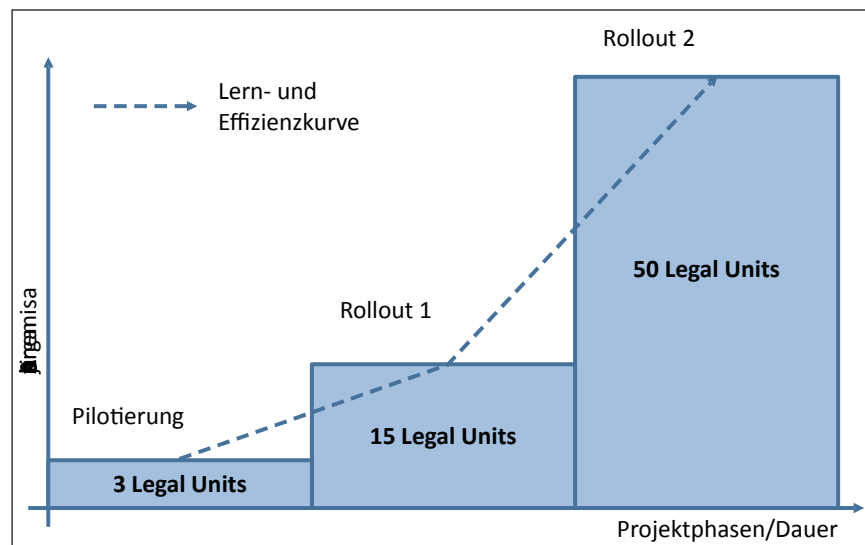 Rollout 2
Lern- und
Effizienzkurve
Rollout 1
50 Legal Units
Pilotierung
15 Legal Units
3 Legal Units
Projektphasen/Dauer